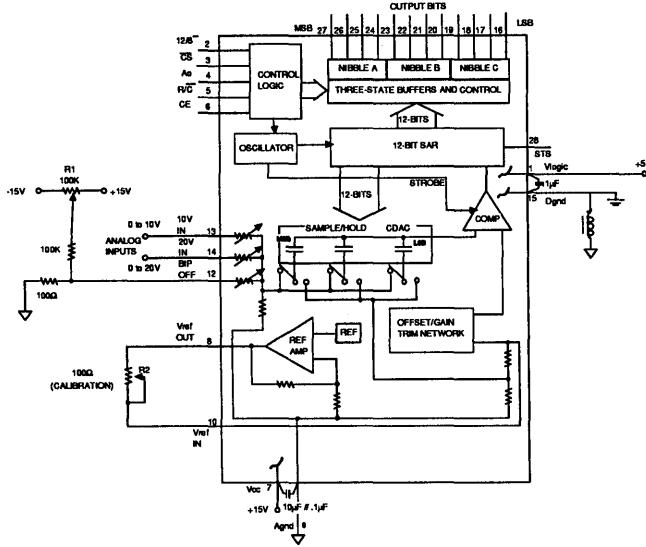 OUTPUT BITS
MSB 27 26 25 24 23 22 21 20 19 18 17 16 LSB
12/8
2
CS
3
Ao
4
R/C
5
CE
6
CONTROL LOGIC
NIBBLE A NIBBLE B NIBBLE C
THREE-STATE BUFFERS AND CONTROL
12-BITS
OSCILLATOR
12-BIT SAR
28
STS
1 Vlogic
+5
1µF
15
Dgnd
12-BITS
STROBE
COMP
R1
100K
-15V
+15V
100K
100Ω
ANALOG INPUTS
0 to 10V
0 to 20V
10V IN
13
20V IN
14
BIP OFF
12
SAMPLE/HOLD CDAC
MSB
LSB
OFFSET/GAIN TRIM NETWORK
Vref OUT
8
REF AMP
REF
100Ω
(CALIBRATION)
R2
10
Vref IN
Vcc 7
+15V
10µF // .1µF
Agnd